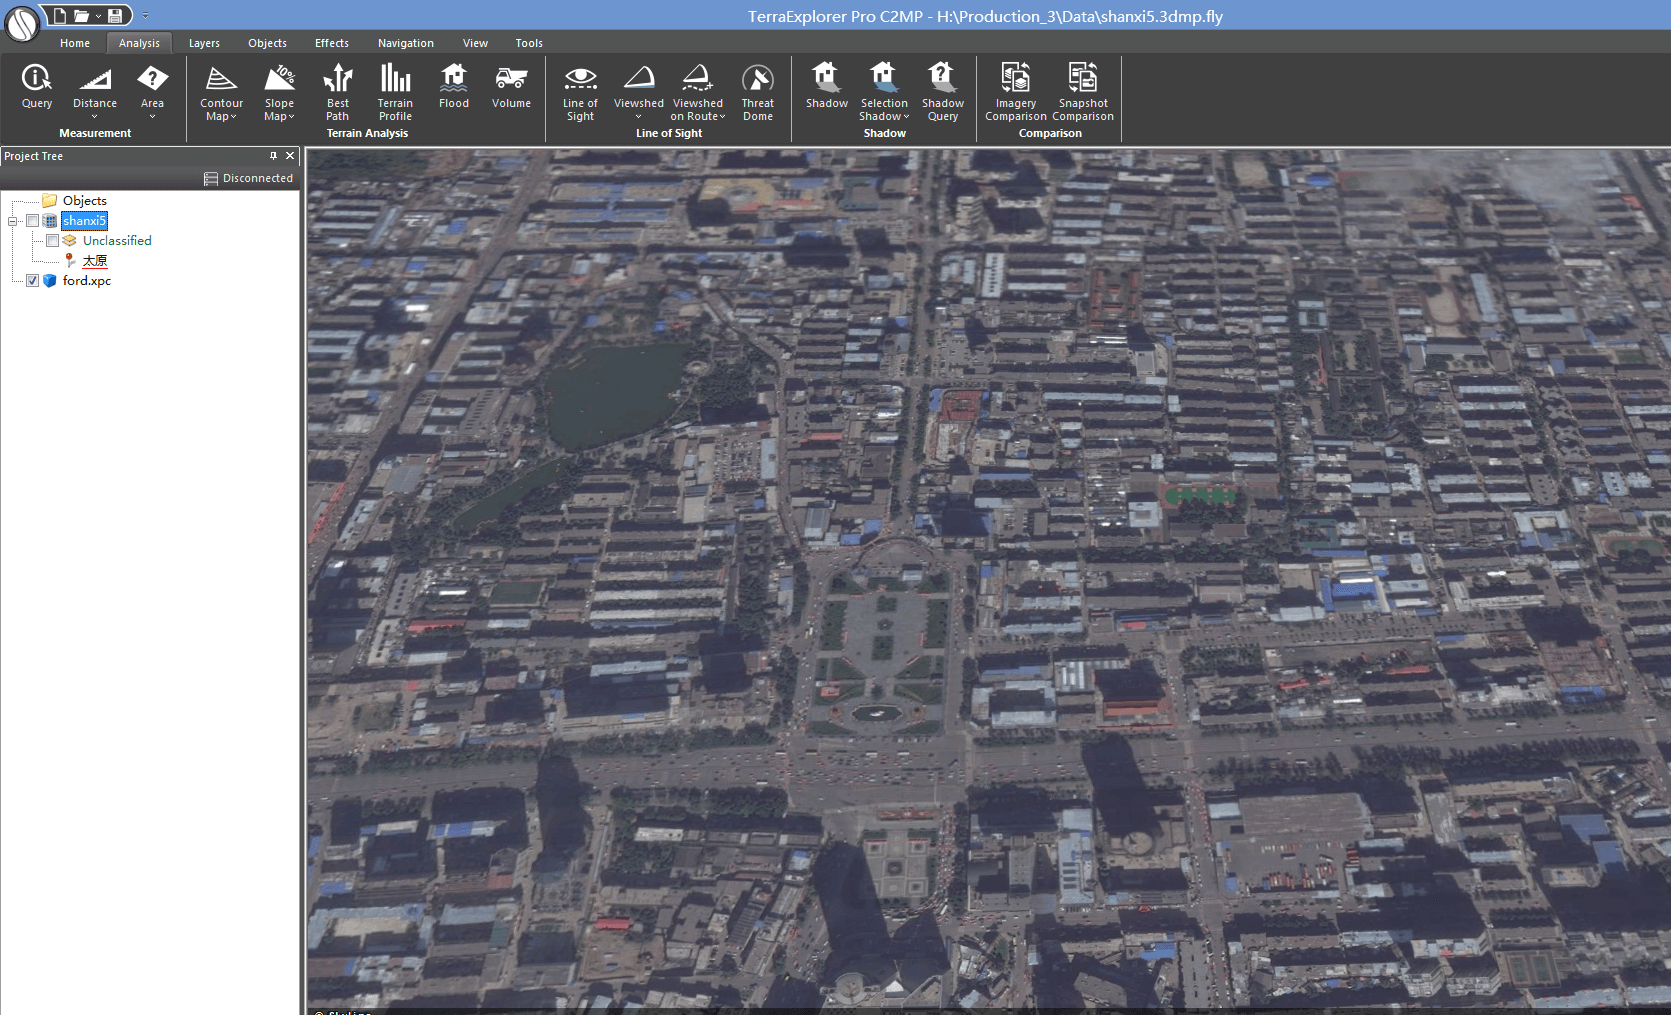 TerraExplorer Pro C2MP - H:\Production_3\Data\shanxi5.3dmp.fly
Home Analysis Layers Objects Effects Navigation View Tools
Query Distance Area
Measurement
Contour Map Slope Map Best Path Terrain Profile Flood Volume
10%
Terrain Analysis
Line of Sight Viewshed Viewshed on Route Threat Dome
Line of Sight
Shadow Selection Shadow Shadow Query
Shadow
Imagery Comparison Snapshot Comparison
Comparison
Project Tree
Disconnected
Objects
shanxi5
Unclassified
太原
ford.xpc